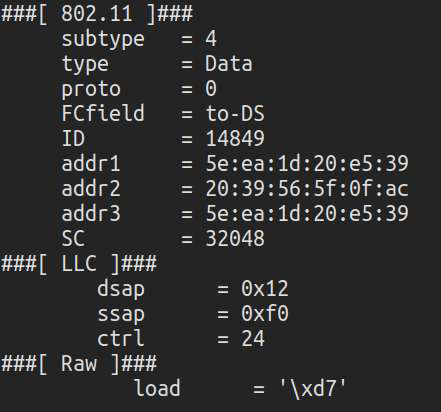 ###[ 802.11 ]###
subtype = 4
type = Data
proto = 0
FCfield = to-DS
ID = 14849
addr1 = 5e:ea:1d:20:e5:39
addr2 = 20:39:56:5f:0f:ac
addr3 = 5e:ea:1d:20:e5:39
SC = 32048
###[ LLC ]###
dsap = 0x12
ssap = 0xf0
ctrl = 24
###[ Raw ]###
load = '\xd7'